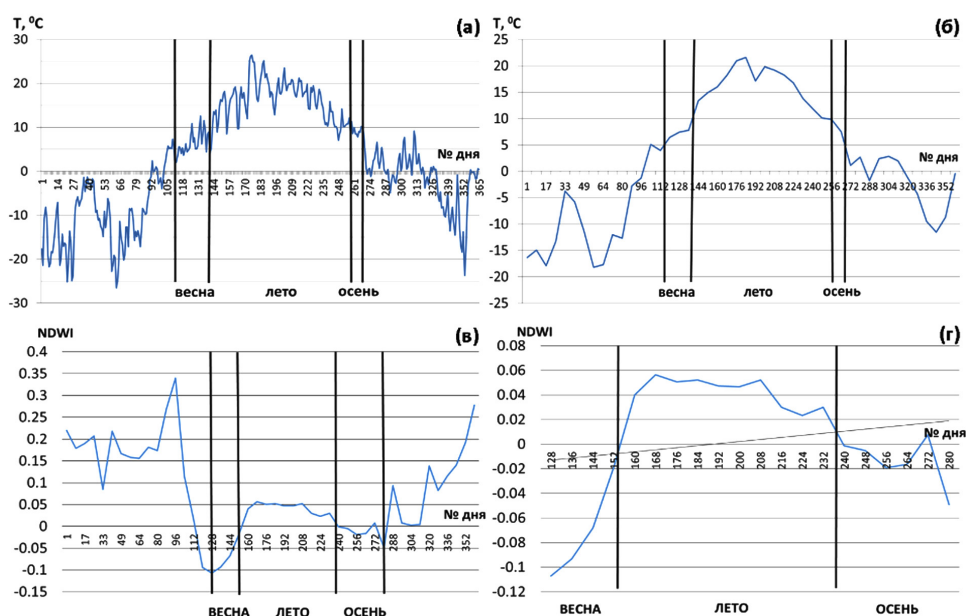 T, ⁰C
(а)
30
20
10
0
-10
-20
-30
№ дня
1 14 27 40 53 66 79 92 105 118 131 144 157 170 183 196 209 222 235 248 261 274 287 300 313 326 339 352 365
весна лето осень
T, ⁰C
(б)
25
20
15
10
5
0
-5
-10
-15
-20
-25
№ дня
1 17 33 48 64 80 96 112 128 144 160 176 192 208 224 240 256 272 288 304 320 336 352
весна лето осень
NDWI
(в)
0.4
0.35
0.3
0.25
0.2
0.15
0.1
0.05
0
-0.05
-0.1
-0.15
№ дня
1 17 33 49 64 80 96 112 128 144 160 176 192 208 224 240 256 272 288 304 320 336 352
ВЕСНА ЛЕТО ОСЕНЬ
NDWI
(г)
0.08
0.06
0.04
0.02
0
-0.02
-0.04
-0.06
-0.08
-0.1
-0.12
№ дня
128 136 144 152 160 168 176 184 192 200 208 216 224 232 240 248 256 264 272 280
ВЕСНА ЛЕТО ОСЕНЬ